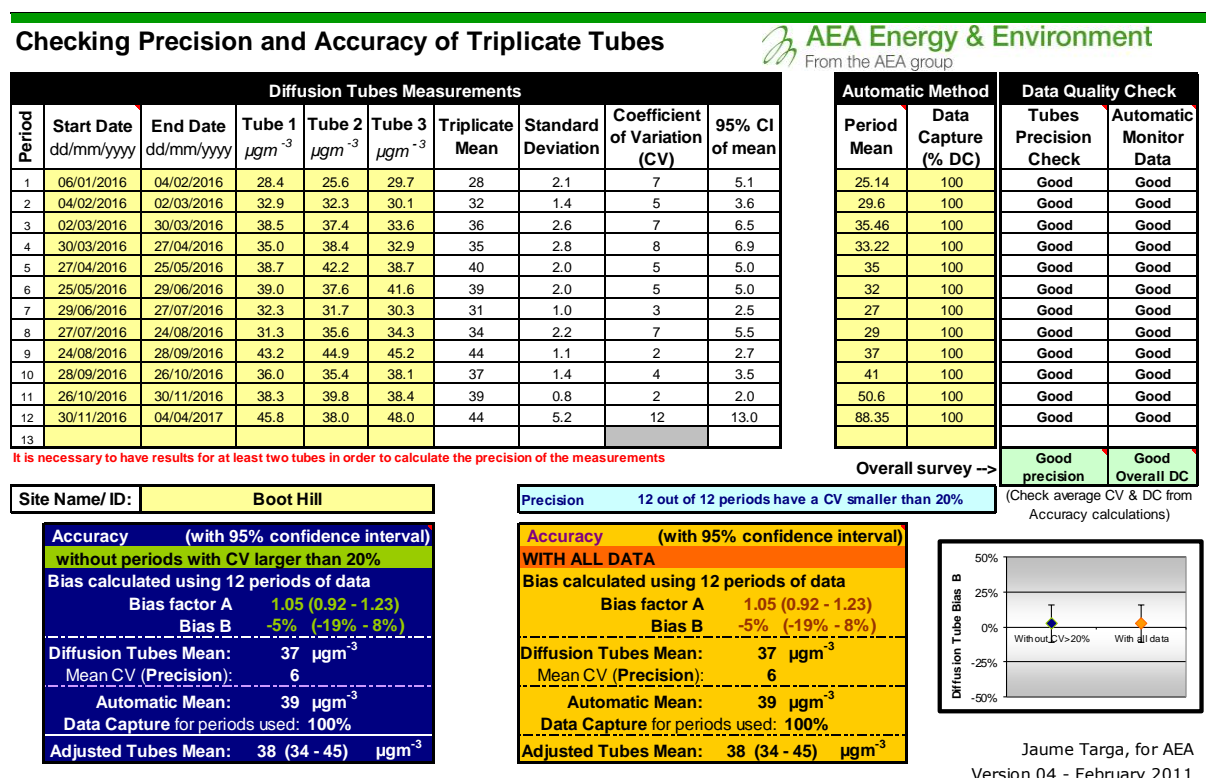 Checking Precision and Accuracy of Triplicate Tubes
AEA Energy & Environment
From the AEA group
Diffusion Tubes Measurements
Automatic Method
Data Quality Check
Period
Start Date dd/mm/yyyy
End Date dd/mm/yyyy
Tube 1 µgm-3
Tube 2 µgm-3
Tube 3 µgm-3
Triplicate Mean
Standard Deviation
Coefficient of Variation (CV)
95% CI of mean
Period Mean
Data Capture (% DC)
Tubes Precision Check
Automatic Monitor Data
1 06/01/2016 04/02/2016 28.4 25.6 29.7 28 2.1 7 5.1 25.14 100 Good Good
2 04/02/2016 02/03/2016 32.9 32.3 30.1 32 1.4 5 3.6 29.6 100 Good Good
3 02/03/2016 30/03/2016 38.5 37.4 33.6 36 2.6 7 6.5 35.46 100 Good Good
4 30/03/2016 27/04/2016 35.0 38.4 32.9 35 2.8 8 6.9 33.22 100 Good Good
5 27/04/2016 25/05/2016 38.7 42.2 38.7 40 2.0 5 5.0 35 100 Good Good
6 25/05/2016 29/06/2016 39.0 37.6 41.6 39 2.0 5 5.0 32 100 Good Good
7 29/06/2016 27/07/2016 32.3 31.7 30.3 31 1.0 3 2.5 27 100 Good Good
8 27/07/2016 24/08/2016 31.3 35.6 34.3 34 2.2 7 5.5 29 100 Good Good
9 24/08/2016 28/09/2016 43.2 44.9 45.2 44 1.1 2 2.7 37 100 Good Good
10 28/09/2016 26/10/2016 36.0 35.4 38.1 37 1.4 4 3.5 41 100 Good Good
11 26/10/2016 30/11/2016 38.3 39.8 38.4 39 0.8 2 2.0 50.6 100 Good Good
12 30/11/2016 04/04/2017 45.8 38.0 48.0 44 5.2 12 13.0 88.35 100 Good Good
13
It is necessary to have results for at least two tubes in order to calculate the precision of the measurements
Overall survey --> Good precision Good Overall DC
Site Name/ ID: Boot Hill
Precision 12 out of 12 periods have a CV smaller than 20%
(Check average CV & DC from
Accuracy calculations)
Accuracy (with 95% confidence interval)
without periods with CV larger than 20%
Bias calculated using 12 periods of data
Bias factor A 1.05 (0.92 - 1.23)
Bias B -5% (-19% - 8%)
Diffusion Tubes Mean: 37 µgm-3
Mean CV (Precision): 6
Automatic Mean: 39 µgm-3
Data Capture for periods used: 100%
Adjusted Tubes Mean: 38 (34 - 45) µgm-3
Accuracy (with 95% confidence interval)
WITH ALL DATA
Bias calculated using 12 periods of data
Bias factor A 1.05 (0.92 - 1.23)
Bias B -5% (-19% - 8%)
Diffusion Tubes Mean: 37 µgm-3
Mean CV (Precision): 6
Automatic Mean: 39 µgm-3
Data Capture for periods used: 100%
Adjusted Tubes Mean: 38 (34 - 45) µgm-3
Diffusion Tube Bias B
50%
25%
0%
-25%
-50%
Without CV>20%
With all data
Jaume Targa, for AEA
Version 04 - February 2011